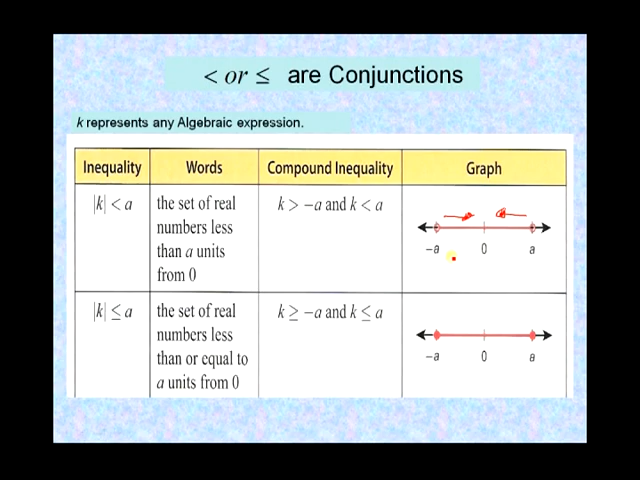 < or ≤ are Conjunctions
k represents any Algebraic expression.
Inequality Words Compound Inequality Graph
|k| < a the set of real k > −a and k < a
numbers less
than a units
from 0
−a 0 a
|k| ≤ a the set of real k ≥ −a and k ≤ a
numbers less
than or equal to
a units from 0
−a 0 a